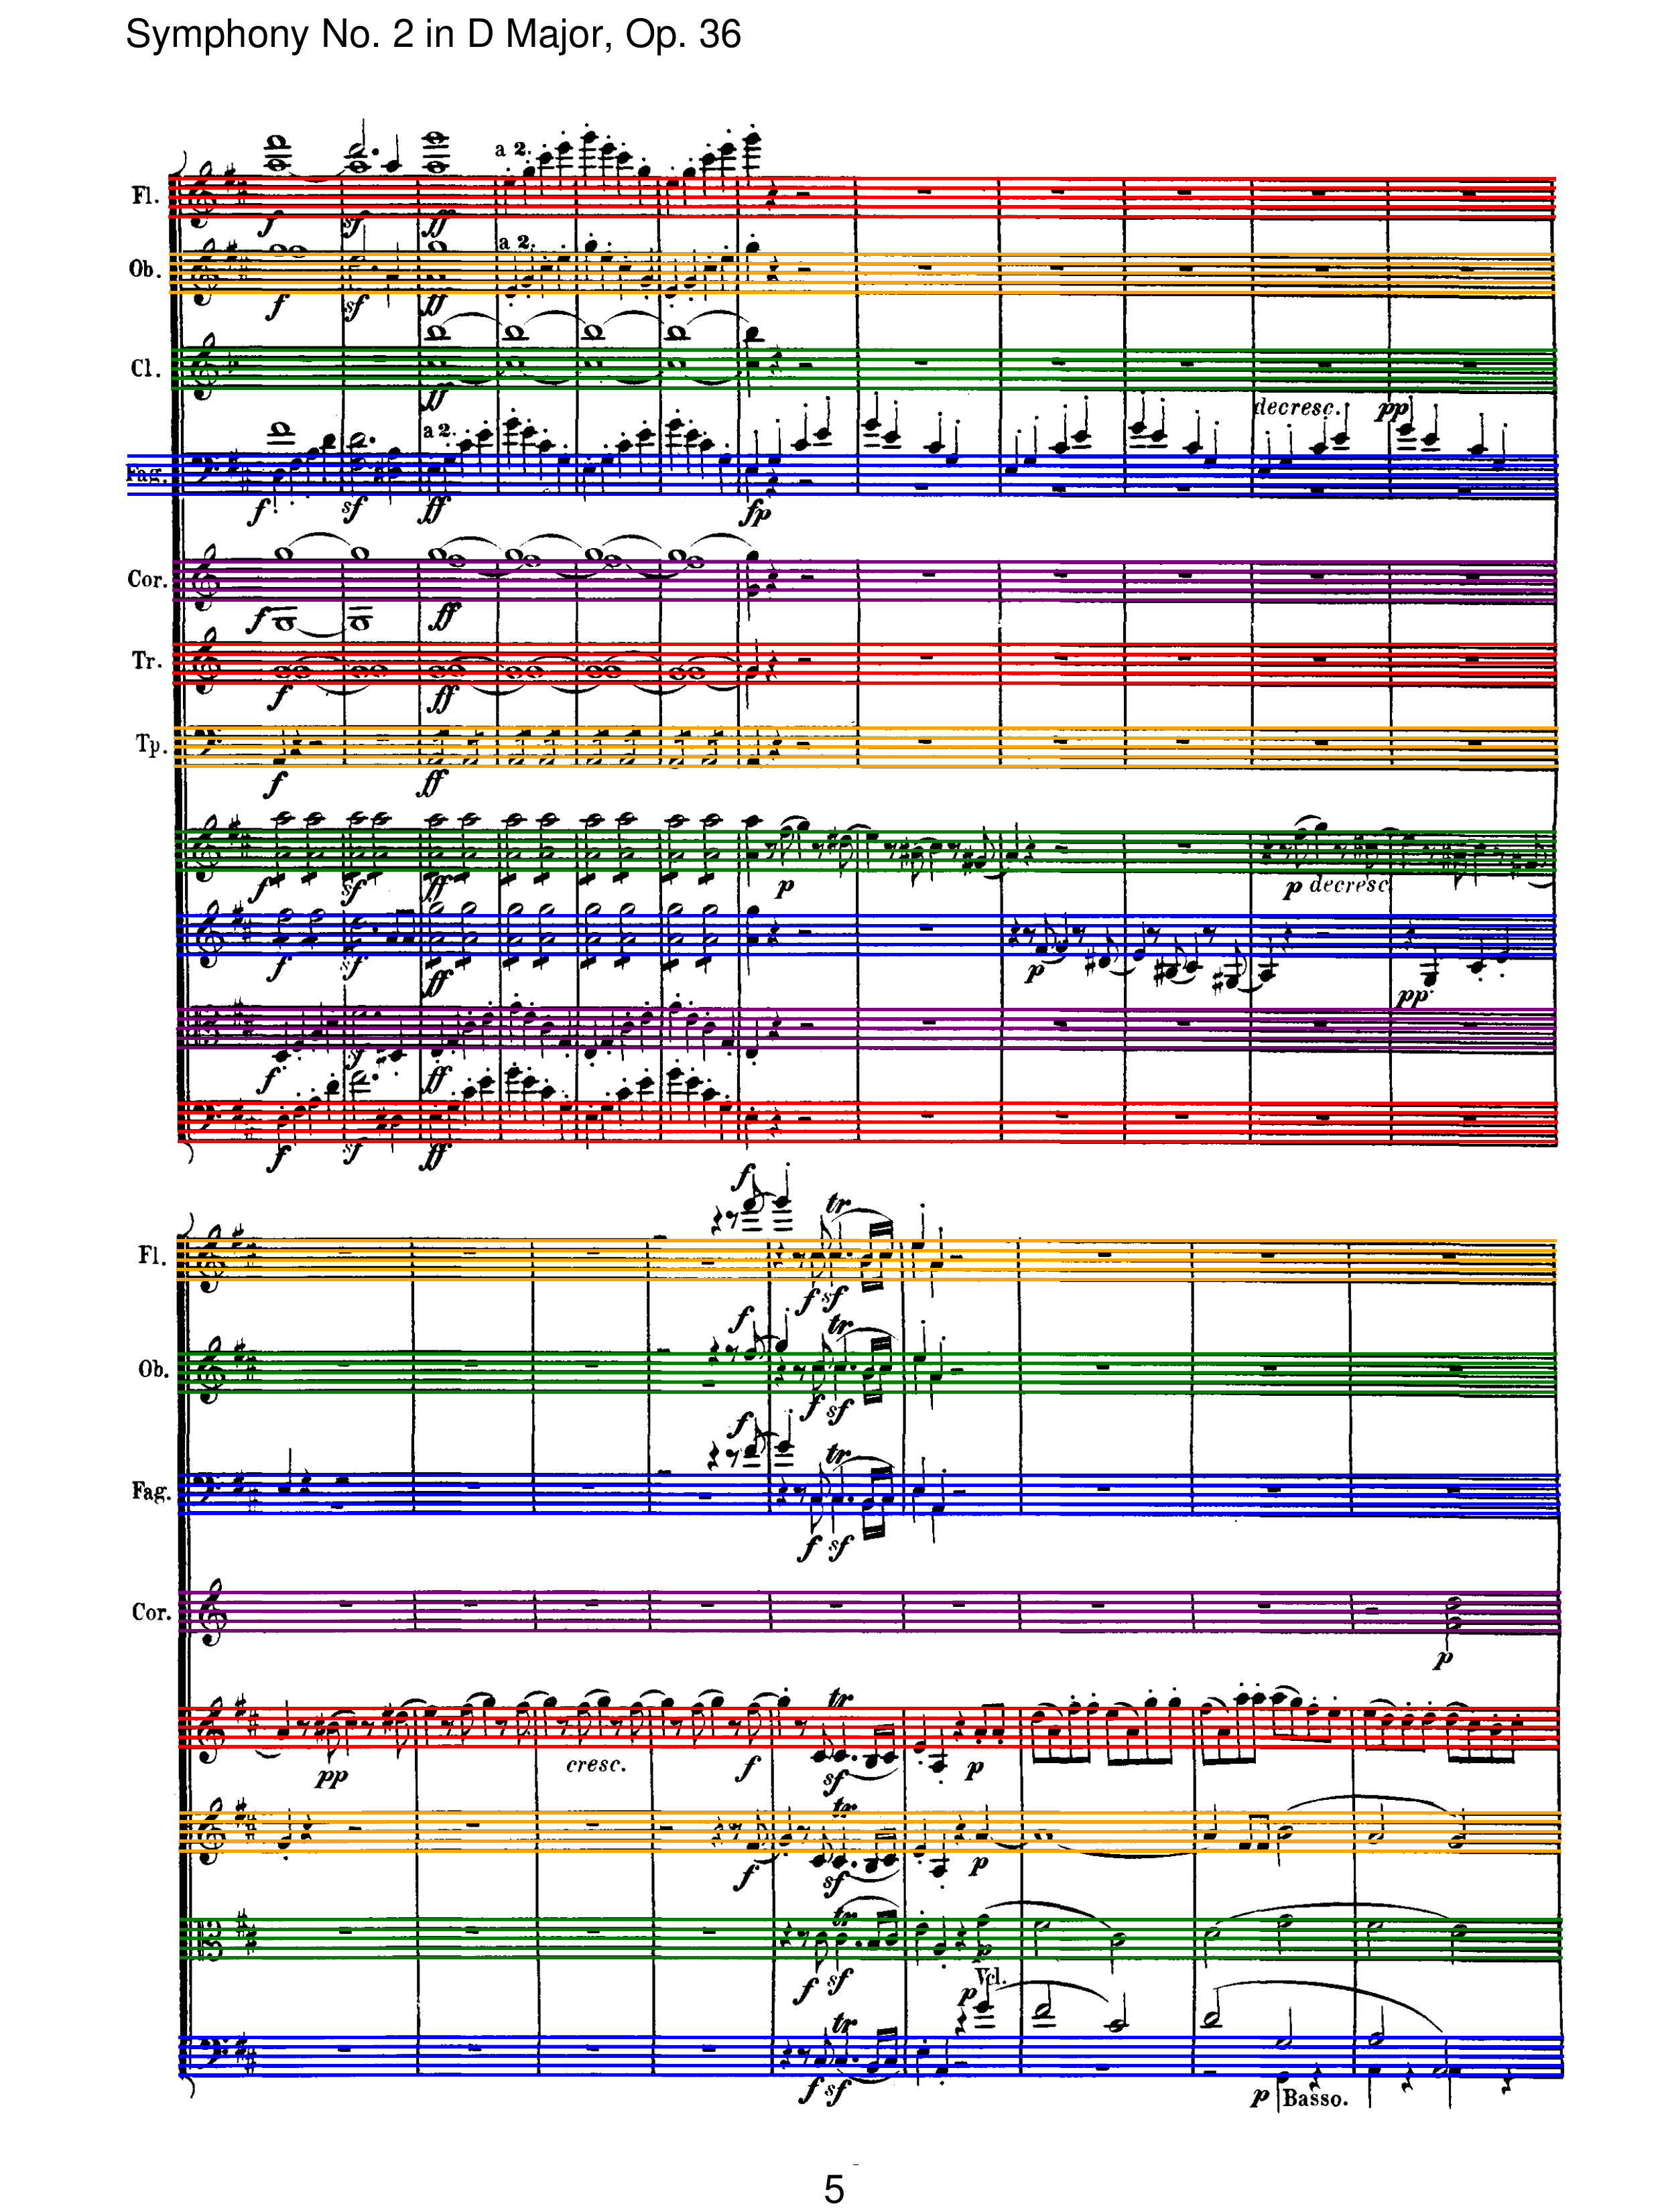 Symphony No. 2 in D Major, Op. 36
a 2.
Fl.
f sf ff
a 2.
Ob.
f sf ff
Cl.
ff
decresc. pp
a 2.
Fag.
f sf ff fp
Cor.
f ff
Tr.
f ff
Tp.
f ff
f sf ff p p decresc.
f sf ff p pp
f sf ff
f sf ff
f
tr
Fl.
f sf
f
tr
Ob.
f sf
f
tr
Fag.
f sf
Cor.
p
tr
pp cresc. f sf p
tr
f sf p
tr
p
f sf
Vcl.
p
tr
f sf
p Basso.
5